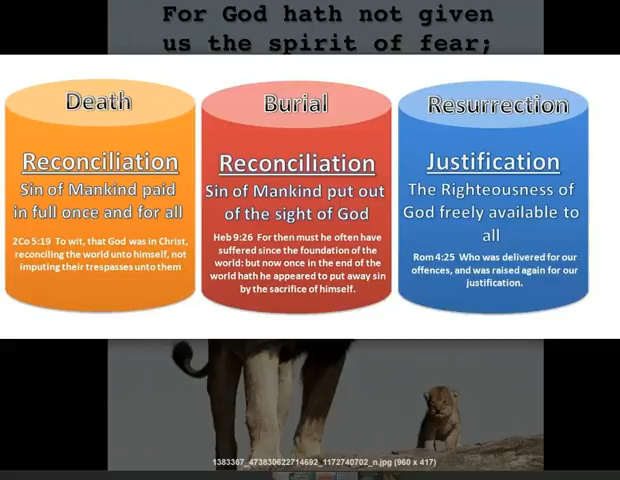 For God hath not given
us the spirit of fear;
Death
Reconciliation
Sin of Mankind paid
in full once and for all
2Co 5:19 To wit, that God was in Christ,
reconciling the world unto himself, not
imputing their trespasses unto them
Burial
Reconciliation
Sin of Mankind put out
of the sight of God
Heb 9:26 For then must he often have
suffered since the foundation of the
world: but now once in the end of the
world hath he appeared to put away sin
by the sacrifice of himself.
Resurrection
Justification
The Righteousness of
God freely available to
all
Rom 4:25 Who was delivered for our
offences, and was raised again for our
justification.
1383367_473830622714692_1172740702_n.jpg (960 x 417)